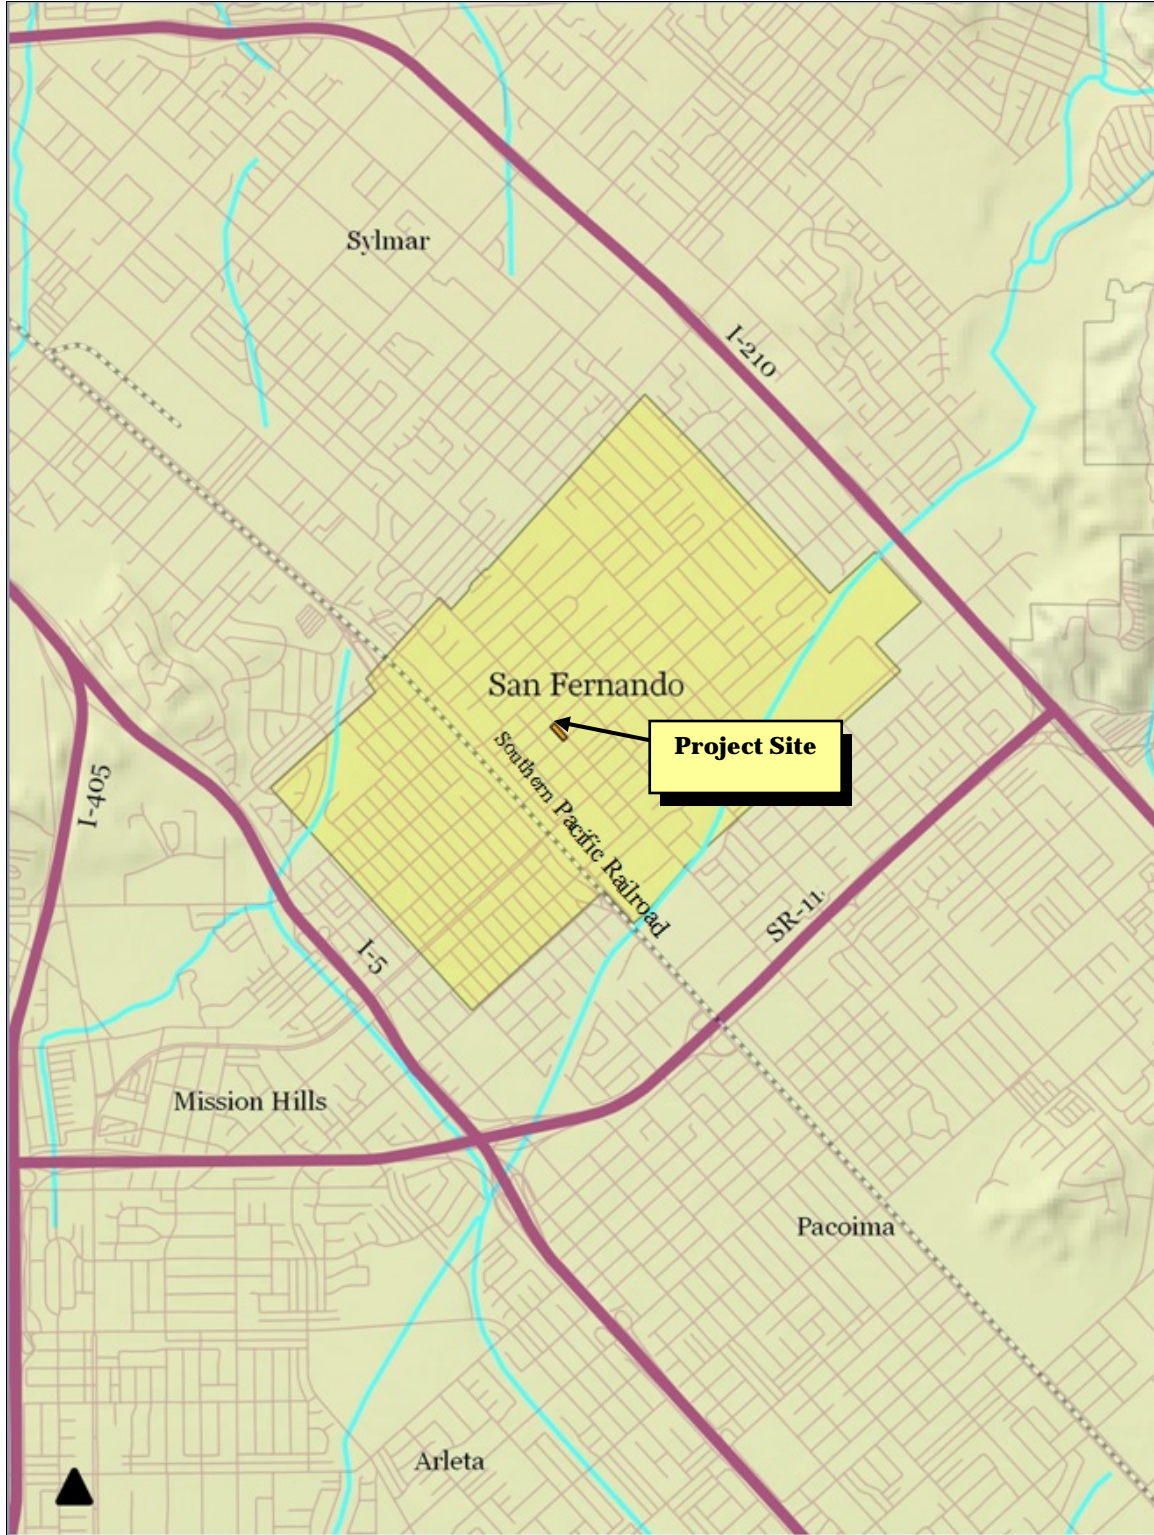 Sylmar
I-210
San Fernando
Project Site
Southern Pacific Railroad
I-405
SR-11
I-5
Mission Hills
Pacoima
Arleta